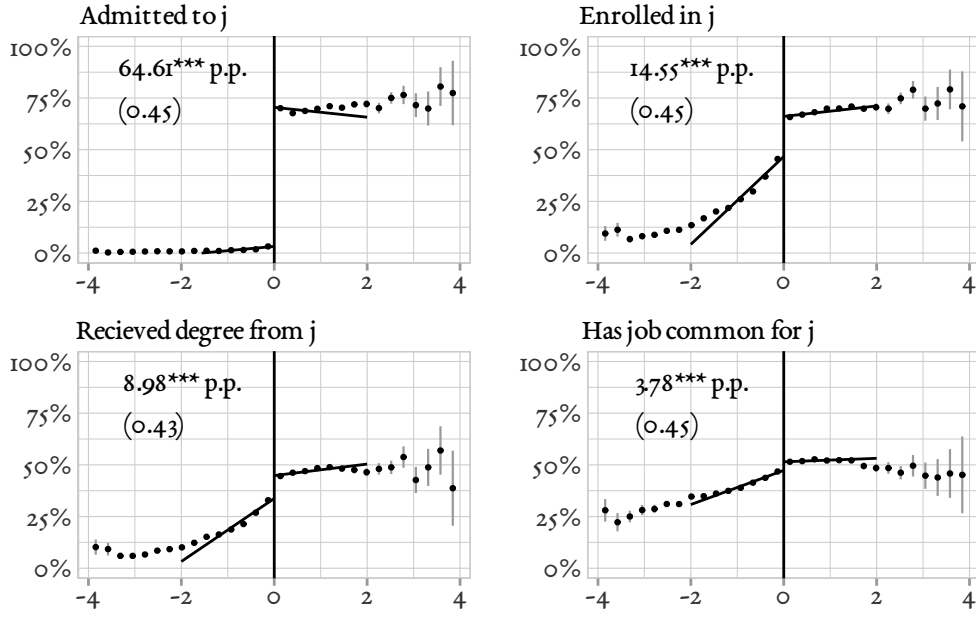 Admitted to j
100%
75%
50%
25%
0%
64.61*** p.p.
(0.45)
-4 -2 0 2 4
Enrolled in j
100%
75%
50%
25%
0%
14.55*** p.p.
(0.45)
-4 -2 0 2 4
Recieved degree from j
100%
75%
50%
25%
0%
8.98*** p.p.
(0.43)
-4 -2 0 2 4
Has job common for j
100%
75%
50%
25%
0%
3.78*** p.p.
(0.45)
-4 -2 0 2 4